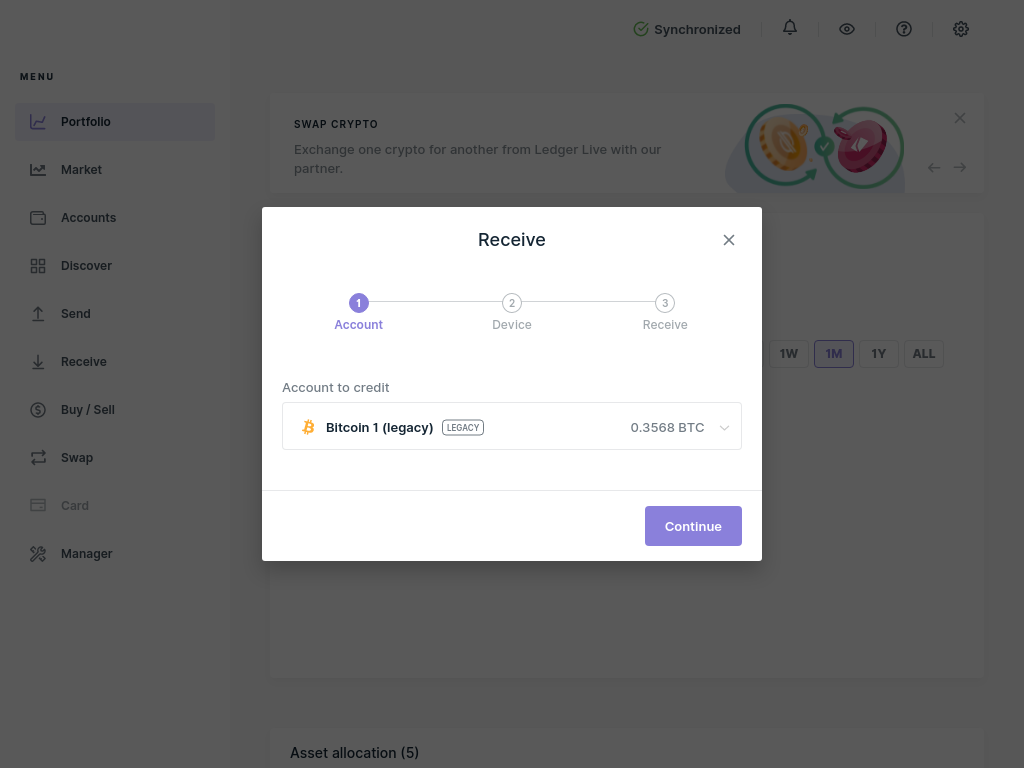 Synchronized
MENU
Portfolio
Market
Accounts
Discover
Send
Receive
Buy / Sell
Swap
Card
Manager
SWAP CRYPTO
Exchange one crypto for another from Ledger Live with our
partner.
1W
1M
1Y
ALL
Receive
1
2
3
Account
Device
Receive
Account to credit
Bitcoin 1 (legacy)
LEGACY
0.3568 BTC
Continue
Asset allocation (5)